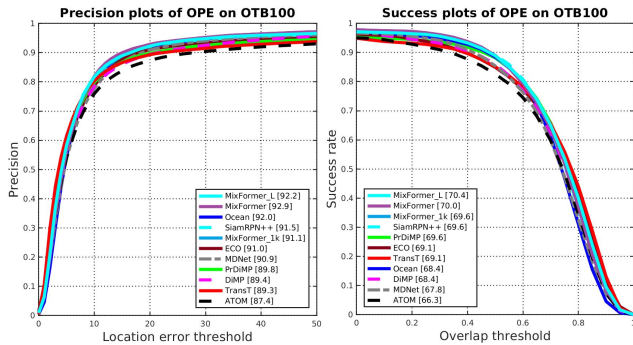 Precision plots of OPE on OTB100
1
0.9
0.8
0.7
0.6
0.5
0.4
0.3
0.2
0.1
0
Precision
MixFormer_L [92.2]
MixFormer [92.9]
Ocean [92.0]
SiamRPN++ [91.5]
MixFormer_1k [91.1]
ECO [91.0]
MDNet [90.9]
PrDiMP [89.8]
DiMP [89.4]
TransT [89.3]
ATOM [87.4]
0 10 20 30 40 50
Location error threshold
Success plots of OPE on OTB100
1
0.9
0.8
0.7
0.6
0.5
0.4
0.3
0.2
0.1
0
Success rate
MixFormer_L [70.4]
MixFormer [70.0]
MixFormer_1k [69.6]
SiamRPN++ [69.6]
PrDiMP [69.6]
ECO [69.1]
TransT [69.1]
Ocean [68.4]
DiMP [68.4]
MDNet [67.8]
ATOM [66.3]
0 0.2 0.4 0.6 0.8 1
Overlap threshold